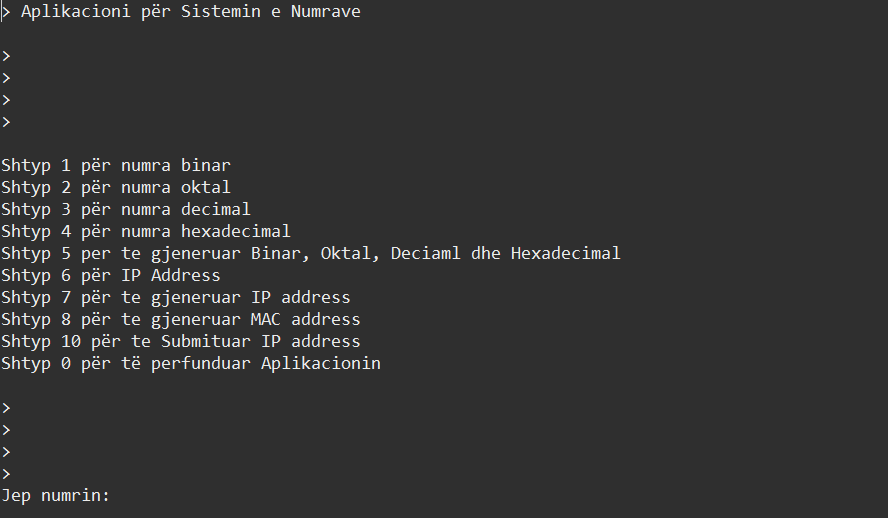 > Aplikacioni për Sistemin e Numrave
>
>
>
>
Shtyp 1 për numra binar
Shtyp 2 për numra oktal
Shtyp 3 për numra decimal
Shtyp 4 për numra hexadecimal
Shtyp 5 per te gjeneruar Binar, Oktal, Deciaml dhe Hexadecimal
Shtyp 6 për IP Address
Shtyp 7 për te gjeneruar IP address
Shtyp 8 për te gjeneruar MAC address
Shtyp 10 për te Submituar IP address
Shtyp 0 për të perfunduar Aplikacionin
>
>
>
>
Jep numrin: